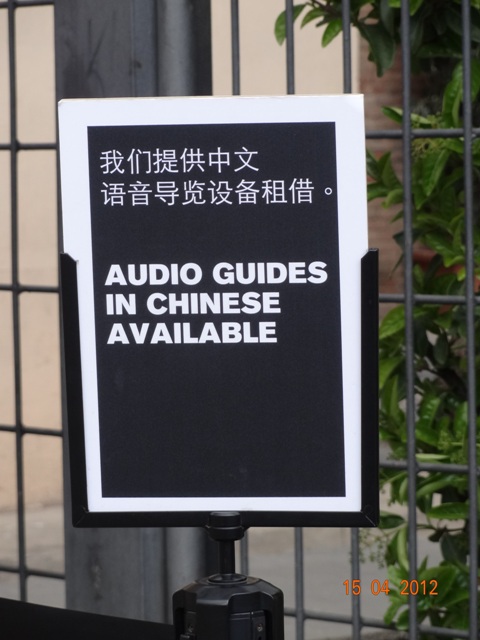 我们提供中文
语音导览设备租借。
AUDIO GUIDES
IN CHINESE
AVAILABLE
15 04 2012